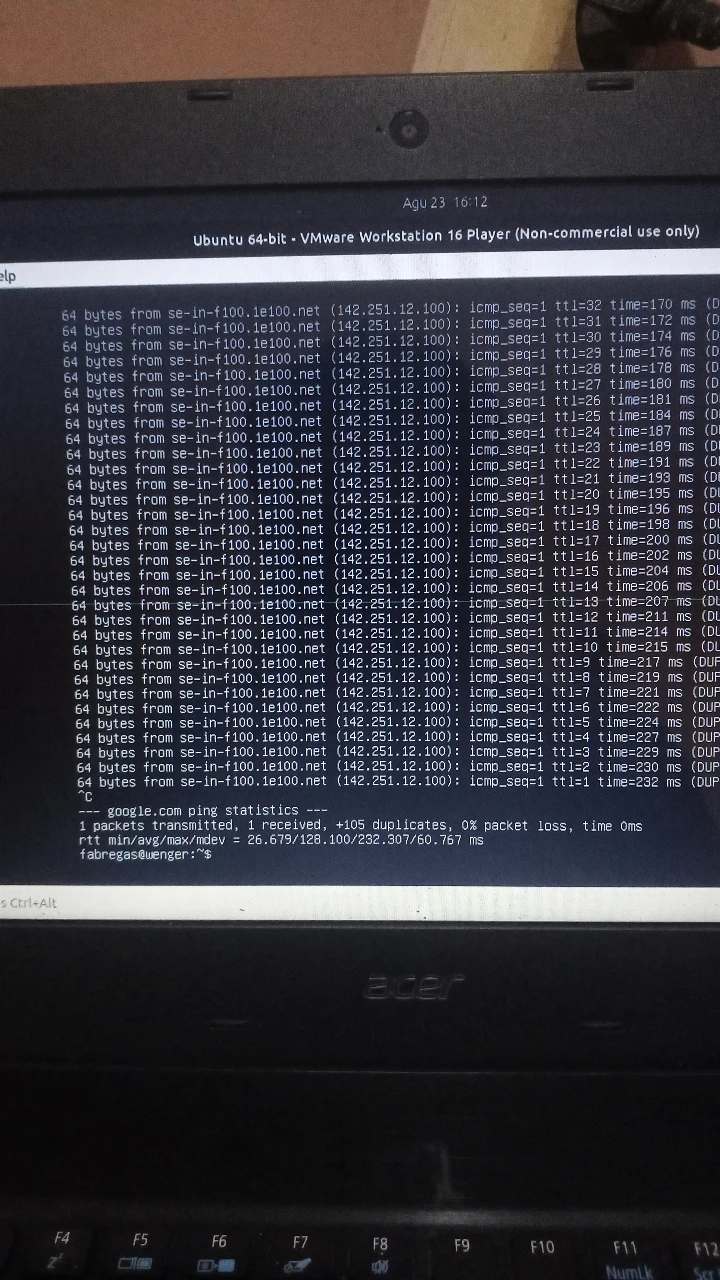 Agu 23 16:12
Ubuntu 64-bit - VMware Workstation 16 Player (Non-commercial use only)
elp
64 bytes from se-in-f100.1e100.net (142.251.12.100): icmp_seq=1 ttl=32 time=170 ms (D
64 bytes from se-in-f100.1e100.net (142.251.12.100): icmp_seq=1 ttl=31 time=172 ms (D
64 bytes from se-in-f100.1e100.net (142.251.12.100): icmp_seq=1 ttl=30 time=174 ms (D
64 bytes from se-in-f100.1e100.net (142.251.12.100): icmp_seq=1 ttl=29 time=176 ms (D
64 bytes from se-in-f100.1e100.net (142.251.12.100): icmp_seq=1 ttl=28 time=178 ms (D
64 bytes from se-in-f100.1e100.net (142.251.12.100): icmp_seq=1 ttl=27 time=180 ms (D
64 bytes from se-in-f100.1e100.net (142.251.12.100): icmp_seq=1 ttl=26 time=181 ms (D
64 bytes from se-in-f100.1e100.net (142.251.12.100): icmp_seq=1 ttl=25 time=184 ms (D
64 bytes from se-in-f100.1e100.net (142.251.12.100): icmp_seq=1 ttl=24 time=187 ms (D
64 bytes from se-in-f100.1e100.net (142.251.12.100): icmp_seq=1 ttl=23 time=189 ms (D
64 bytes from se-in-f100.1e100.net (142.251.12.100): icmp_seq=1 ttl=22 time=191 ms (D
64 bytes from se-in-f100.1e100.net (142.251.12.100): icmp_seq=1 ttl=21 time=193 ms (D
64 bytes from se-in-f100.1e100.net (142.251.12.100): icmp_seq=1 ttl=20 time=195 ms (D
64 bytes from se-in-f100.1e100.net (142.251.12.100): icmp_seq=1 ttl=19 time=196 ms (D
64 bytes from se-in-f100.1e100.net (142.251.12.100): icmp_seq=1 ttl=18 time=198 ms (D
64 bytes from se-in-f100.1e100.net (142.251.12.100): icmp_seq=1 ttl=17 time=200 ms (DU
64 bytes from se-in-f100.1e100.net (142.251.12.100): icmp_seq=1 ttl=16 time=202 ms (DU
64 bytes from se-in-f100.1e100.net (142.251.12.100): icmp_seq=1 ttl=15 time=204 ms (DU
64 bytes from se-in-f100.1e100.net (142.251.12.100): icmp_seq=1 ttl=14 time=206 ms (DU
64 bytes from se-in-f100.1e100.net (142.251.12.100): icmp_seq=1 ttl=13 time=207 ms (DU
64 bytes from se-in-f100.1e100.net (142.251.12.100): icmp_seq=1 ttl=12 time=211 ms (DU
64 bytes from se-in-f100.1e100.net (142.251.12.100): icmp_seq=1 ttl=11 time=214 ms (DU
64 bytes from se-in-f100.1e100.net (142.251.12.100): icmp_seq=1 ttl=10 time=215 ms (DU
64 bytes from se-in-f100.1e100.net (142.251.12.100): icmp_seq=1 ttl=9 time=217 ms (DUP
64 bytes from se-in-f100.1e100.net (142.251.12.100): icmp_seq=1 ttl=8 time=219 ms (DUP
64 bytes from se-in-f100.1e100.net (142.251.12.100): icmp_seq=1 ttl=7 time=221 ms (DUP
64 bytes from se-in-f100.1e100.net (142.251.12.100): icmp_seq=1 ttl=6 time=222 ms (DUP
64 bytes from se-in-f100.1e100.net (142.251.12.100): icmp_seq=1 ttl=5 time=224 ms (DUP
64 bytes from se-in-f100.1e100.net (142.251.12.100): icmp_seq=1 ttl=4 time=227 ms (DUP
64 bytes from se-in-f100.1e100.net (142.251.12.100): icmp_seq=1 ttl=3 time=229 ms (DUP
64 bytes from se-in-f100.1e100.net (142.251.12.100): icmp_seq=1 ttl=2 time=230 ms (DUP
64 bytes from se-in-f100.1e100.net (142.251.12.100): icmp_seq=1 ttl=1 time=232 ms (DUP
^C
--- google.com ping statistics ---
1 packets transmitted, 1 received, +105 duplicates, 0% packet loss, time 0ms
rtt min/avg/max/mdev = 26.679/128.100/232.307/60.767 ms
fabregas@wenger:~$
s Ctrl+Alt
acer
F4 F5 F6 F7 F8 F9 F10 F11 F12
NumLk Scr